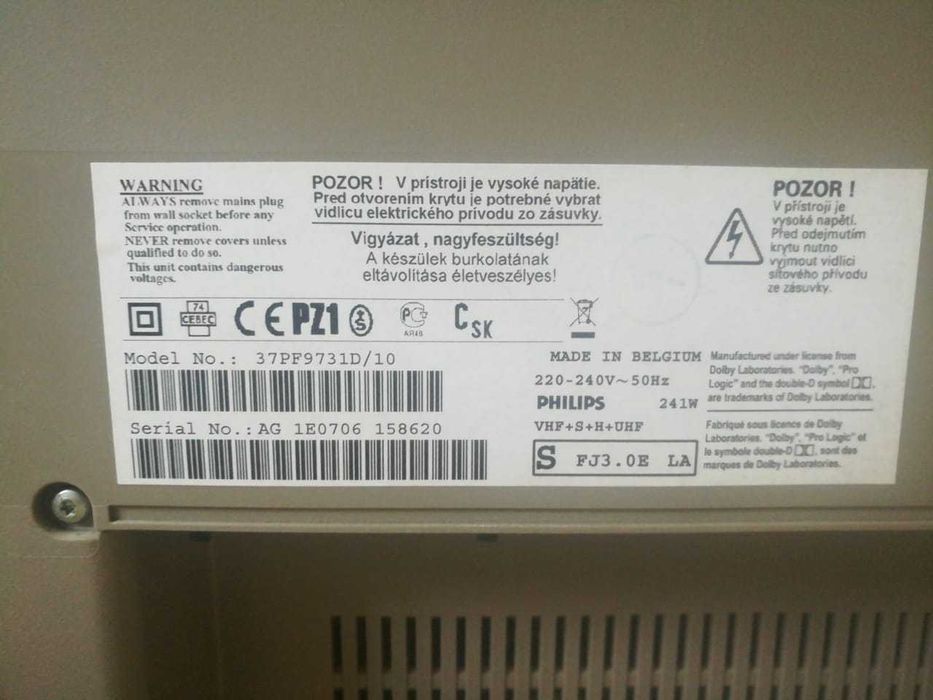 WARNING
ALWAYS remove mains plug
from wall socket before any
Service operation.
NEVER remove covers unless
qualified to do so.
This unit contains dangerous
voltages.
POZOR ! V prístroji je vysoké napätie.
Pred otvorením krytu je potrebné vybrat
vidlicu elektrického prívodu zo zásuvky.
Vigyázat , nagyfeszültség!
A készülek burkolatának
eltávolítása életveszélyes!
POZOR !
V přístroji je
vysoké napětí.
Před odejmutím
krytu nutno
vyjmout vidlici
síťového přívodu
ze zásuvky.
74
CEBEC
CE PZ1 S
PC
AЯ46
CSK
Model No.: 37PF9731D/10
Serial No.: AG 1E0706 158620
MADE IN BELGIUM
220-240V~50Hz
PHILIPS 241W
VHF+S+H+UHF
S FJ3.0E LA
Manufactured under license from
Dolby Laboratories. "Dolby", "Pro
Logic" and the double-D symbol
are trademarks of Dolby Laboratories.
Fabriqué sous licence de Dolby
Laboratories. "Dolby", "Pro Logic" et
le symbole double-D , sont des
marques de Dolby Laboratories.